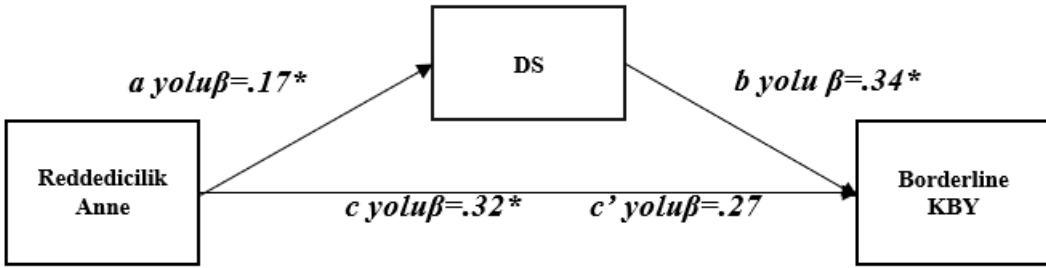 DS
a yoluβ=.17*
b yolu β=.34*
Reddedicilik
Anne
Borderline
KBY
c yoluβ=.32*
c’ yoluβ=.27